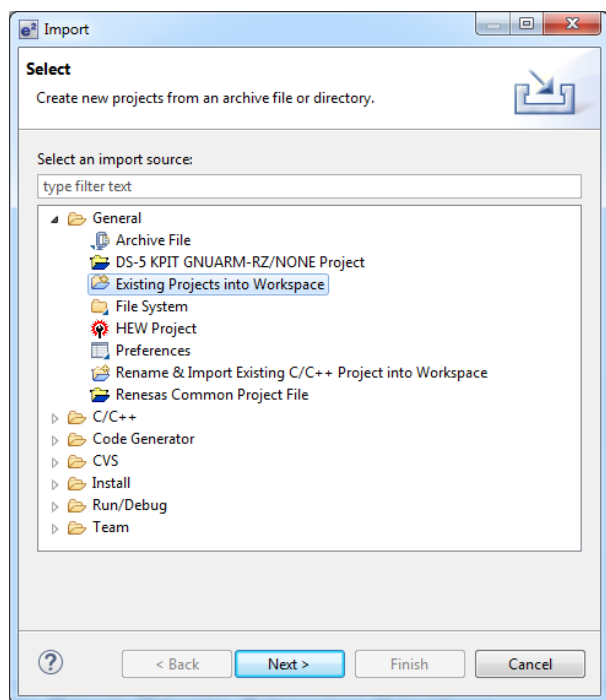 e² Import
Select
Create new projects from an archive file or directory.
Select an import source:
type filter text
General
Archive File
DS-5 KPIT GNUARM-RZ/NONE Project
Existing Projects into Workspace
File System
HEW Project
Preferences
Rename & Import Existing C/C++ Project into Workspace
Renesas Common Project File
C/C++
Code Generator
CVS
Install
Run/Debug
Team
? < Back Next > Finish Cancel